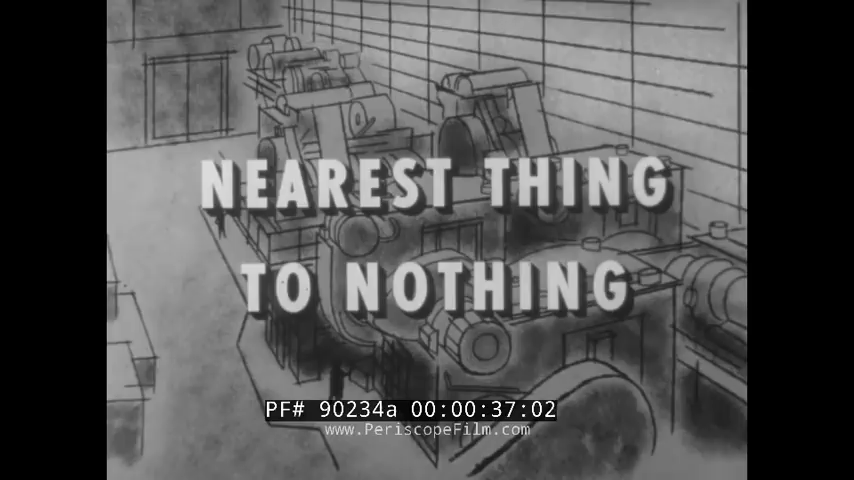 NEAREST THING
TO NOTHING
PF# 90234a 00:00:37:02
www.PeriscopeFilm.com